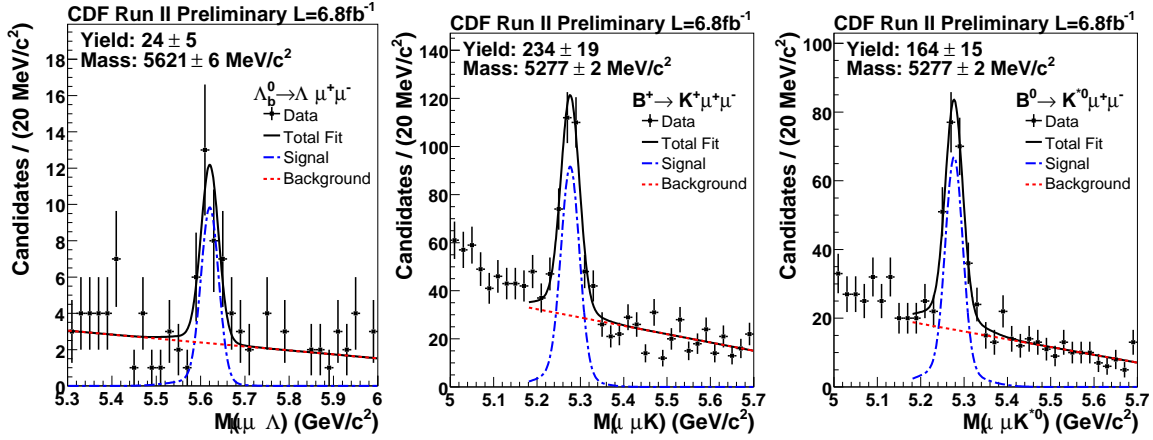 CDF Run II Preliminary L=6.8fb⁻¹
Yield: 24 ± 5
Mass: 5621 ± 6 MeV/c²
Λb⁰→Λ μ⁺μ⁻
Data
Total Fit
Signal
Background
Candidates / (20 MeV/c²)
18
16
14
12
10
8
6
4
2
0
5.3 5.4 5.5 5.6 5.7 5.8 5.9 6
M(μμ Λ) (GeV/c²)
CDF Run II Preliminary L=6.8fb⁻¹
Yield: 234 ± 19
Mass: 5277 ± 2 MeV/c²
B⁺→ K⁺μ⁺μ⁻
Data
Total Fit
Signal
Background
Candidates / (20 MeV/c²)
140
120
100
80
60
40
20
0
5 5.1 5.2 5.3 5.4 5.5 5.6 5.7
M(μ μK) (GeV/c²)
CDF Run II Preliminary L=6.8fb⁻¹
Yield: 164 ± 15
Mass: 5277 ± 2 MeV/c²
B⁰→ K*⁰μ⁺μ⁻
Data
Total Fit
Signal
Background
Candidates / (20 MeV/c²)
100
80
60
40
20
0
5 5.1 5.2 5.3 5.4 5.5 5.6 5.7
M(μ μK*⁰) (GeV/c²)